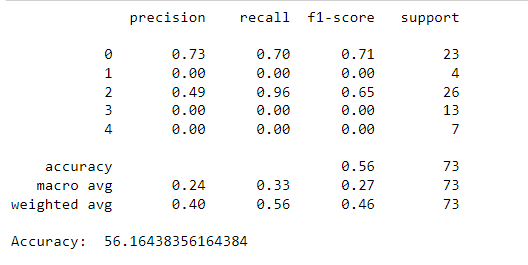 precision recall f1-score support
0 0.73 0.70 0.71 23
1 0.00 0.00 0.00 4
2 0.49 0.96 0.65 26
3 0.00 0.00 0.00 13
4 0.00 0.00 0.00 7
accuracy 0.56 73
macro avg 0.24 0.33 0.27 73
weighted avg 0.40 0.56 0.46 73
Accuracy: 56.16438356164384